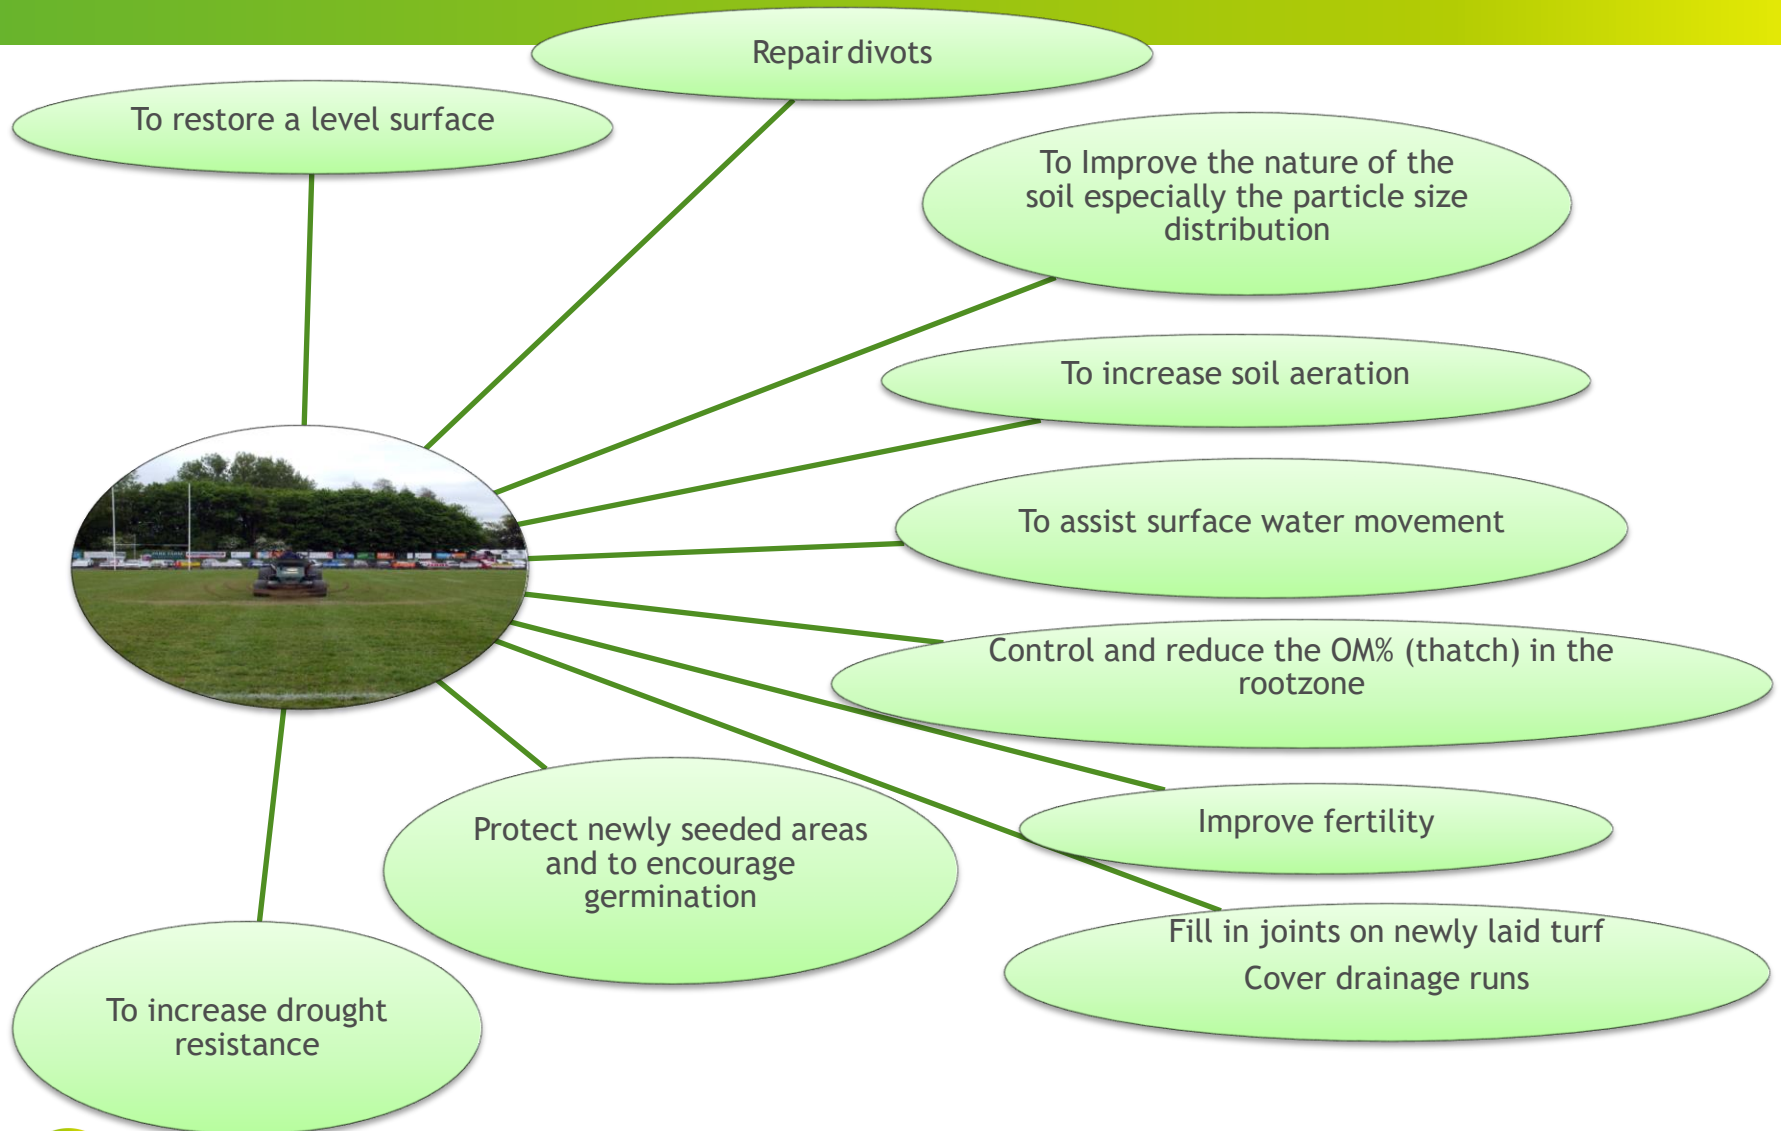 Repair divots
To restore a level surface
To Improve the nature of the
soil especially the particle size
distribution
To increase soil aeration
To assist surface water movement
Control and reduce the OM% (thatch) in the
rootzone
Improve fertility
Protect newly seeded areas
and to encourage
germination
Fill in joints on newly laid turf
Cover drainage runs
To increase drought
resistance